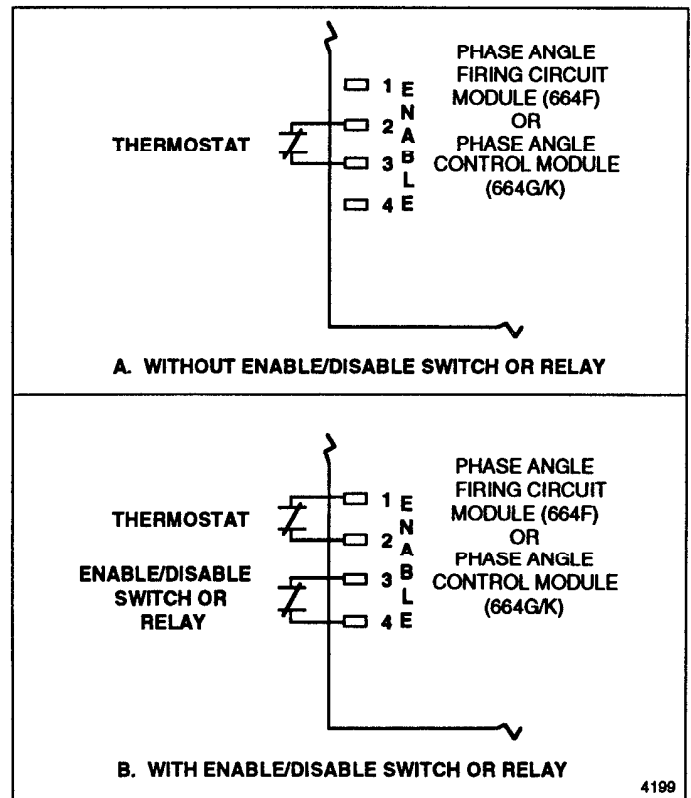 PHASE ANGLE
FIRING CIRCUIT
MODULE (664F)
OR
PHASE ANGLE
CONTROL MODULE
(664G/K)
THERMOSTAT
1
2
3
4
ENABLE
A. WITHOUT ENABLE/DISABLE SWITCH OR RELAY
PHASE ANGLE
FIRING CIRCUIT
MODULE (664F)
OR
PHASE ANGLE
CONTROL MODULE
(664G/K)
THERMOSTAT
ENABLE/DISABLE
SWITCH OR
RELAY
1
2
3
4
ENABLE
B. WITH ENABLE/DISABLE SWITCH OR RELAY
4199